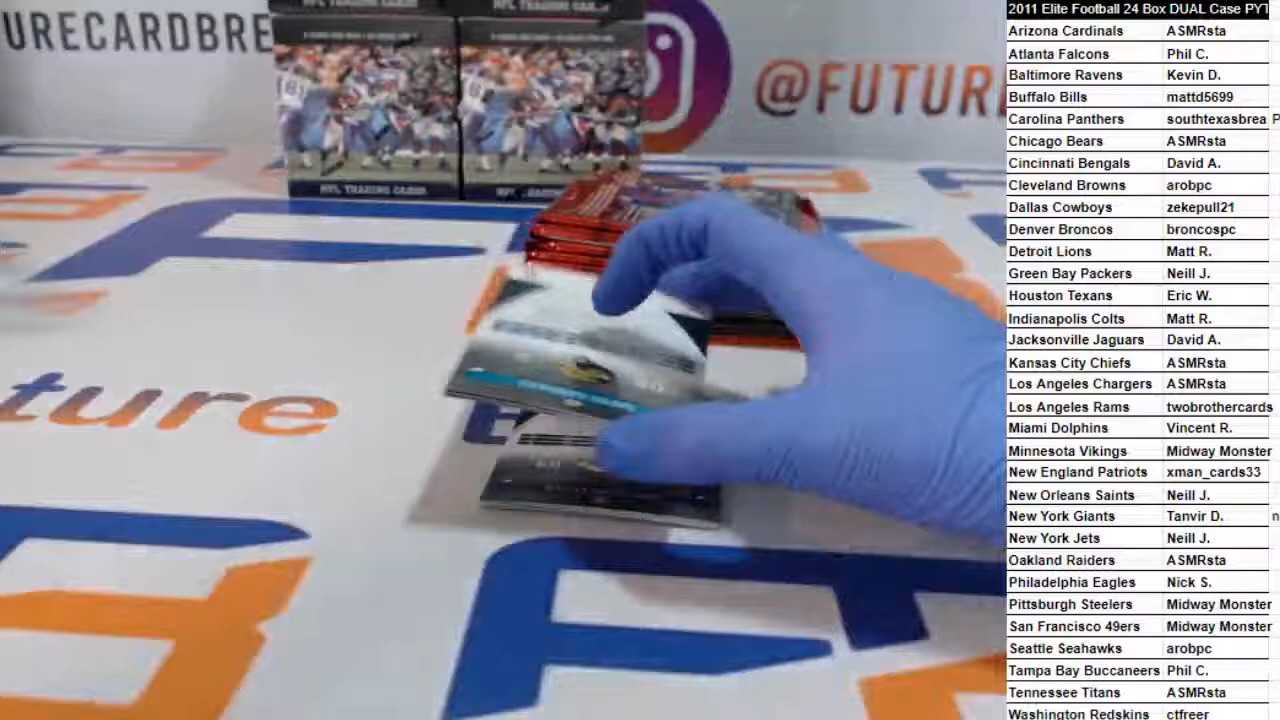 URECARDBRE
@FUTURE
NFL TRADING CARDS
ture
2011 Elite Football 24 Box DUAL Case PYT
Arizona Cardinals ASMRsta
Atlanta Falcons Phil C.
Baltimore Ravens Kevin D.
Buffalo Bills mattd5699
Carolina Panthers southtexasbrea P
Chicago Bears ASMRsta
Cincinnati Bengals David A.
Cleveland Browns arobpc
Dallas Cowboys zekepull21
Denver Broncos broncospc
Detroit Lions Matt R.
Green Bay Packers Neill J.
Houston Texans Eric W.
Indianapolis Colts Matt R.
Jacksonville Jaguars David A.
Kansas City Chiefs ASMRsta
Los Angeles Chargers ASMRsta
Los Angeles Rams twobrothercards
Miami Dolphins Vincent R.
Minnesota Vikings Midway Monster
New England Patriots xman_cards33
New Orleans Saints Neill J.
New York Giants Tanvir D. n
New York Jets Neill J.
Oakland Raiders ASMRsta
Philadelphia Eagles Nick S.
Pittsburgh Steelers Midway Monster
San Francisco 49ers Midway Monster
Seattle Seahawks arobpc
Tampa Bay Buccaneers Phil C.
Tennessee Titans ASMRsta
Washington Redskins ctfreer